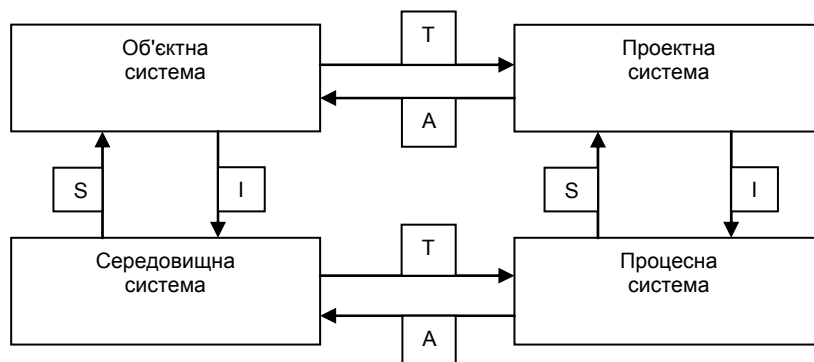 Об'єктна
система
T
Проектна
система
A
S
I
S
I
Середовищна
система
T
Процесна
система
A